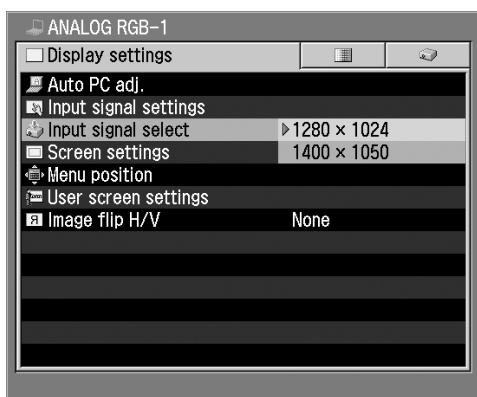 ANALOG RGB-1
Display settings
Auto PC adj.
Input signal settings
Input signal select 1280 × 1024
Screen settings 1400 × 1050
Menu position
User screen settings
Image flip H/V None